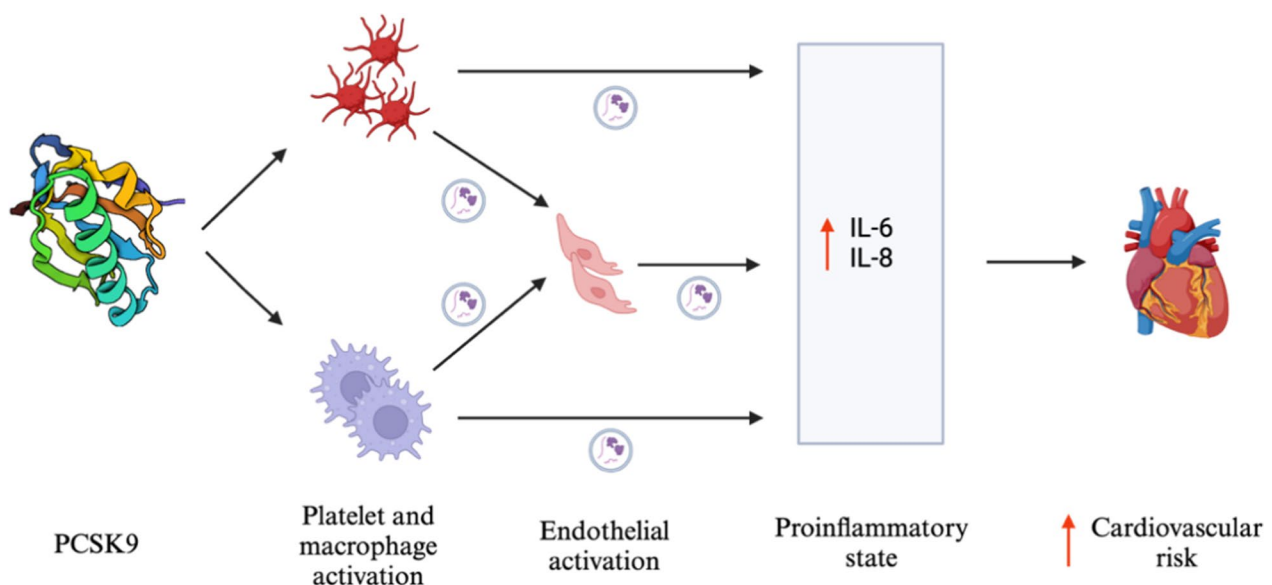 IL-6
IL-8
PCSK9
Platelet and
macrophage
activation
Endothelial
activation
Proinflammatory
state
Cardiovascular
risk